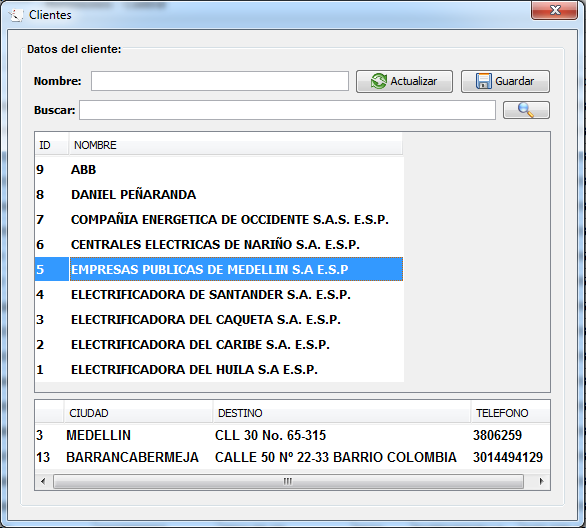 Clientes
Datos del cliente:
Nombre: Actualizar Guardar
Buscar:
ID NOMBRE
9 ABB
8 DANIEL PEÑARANDA
7 COMPAÑIA ENERGETICA DE OCCIDENTE S.A.S. E.S.P.
6 CENTRALES ELECTRICAS DE NARIÑO S.A. E.S.P.
5 EMPRESAS PUBLICAS DE MEDELLIN S.A E.S.P
4 ELECTRIFICADORA DE SANTANDER S.A. E.S.P.
3 ELECTRIFICADORA DEL CAQUETA S.A. E.S.P.
2 ELECTRIFICADORA DEL CARIBE S.A. E.S.P.
1 ELECTRIFICADORA DEL HUILA S.A E.S.P.
CIUDAD DESTINO TELEFONO
3 MEDELLIN CLL 30 No. 65-315 3806259
13 BARRANCABERMEJA CALLE 50 Nº 22-33 BARRIO COLOMBIA 3014494129